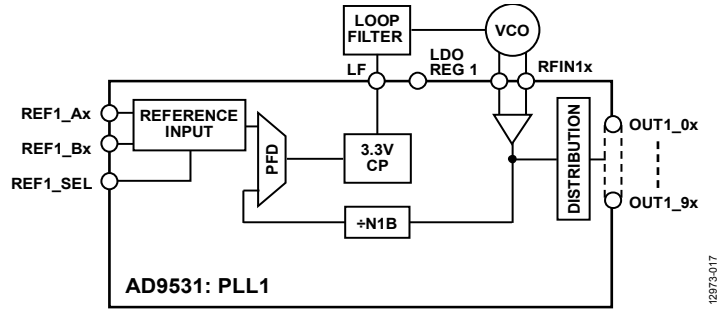 LOOP
FILTER
VCO
LF
LDO
REG 1
RFIN1x
REF1_Ax
REF1_Bx
REF1_SEL
REFERENCE
INPUT
PFD
3.3V
CP
÷N1B
DISTRIBUTION
OUT1_0x
OUT1_9x
AD9531: PLL1
12973-017